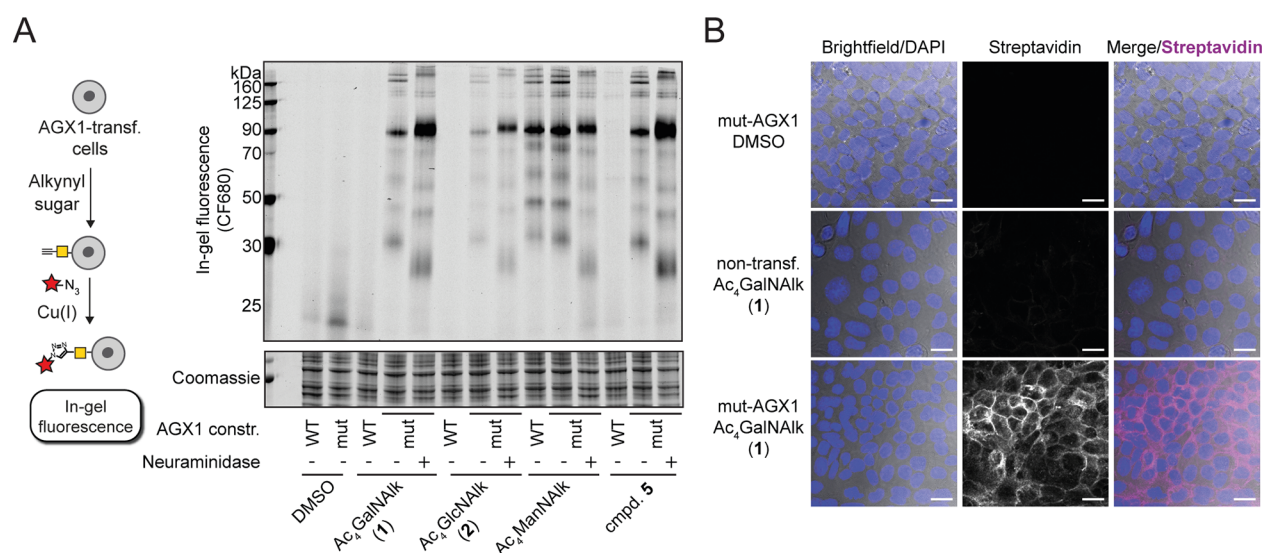 A
AGX1-transf.
cells
Alkynyl
sugar
N3
Cu(I)
N=N
N
In-gel
fluorescence
In-gel fluorescence
(CF680)
kDa
160
125
90
70
50
30
25
Coomassie
AGX1 constr.
WT
mut
WT
mut
WT
mut
WT
mut
WT
mut
Neuraminidase
- - - - + - - + - - + - - +
DMSO
Ac4GalNAlk
(1)
Ac4GlcNAlk
(2)
Ac4ManNAlk
cmpd. 5
B
Brightfield/DAPI Streptavidin Merge/Streptavidin
mut-AGX1
DMSO
non-transf.
Ac4GalNAlk
(1)
mut-AGX1
Ac4GalNAlk
(1)